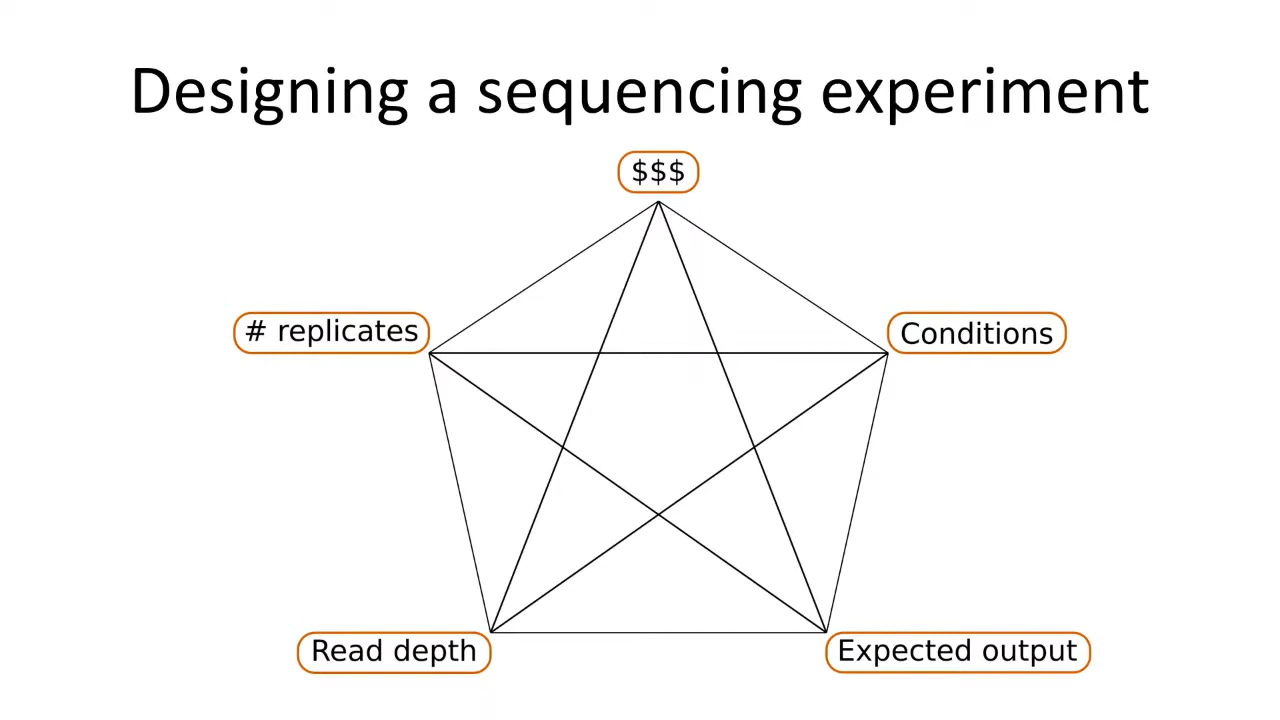 Designing a sequencing experiment
$$$
# replicates
Conditions
Read depth
Expected output